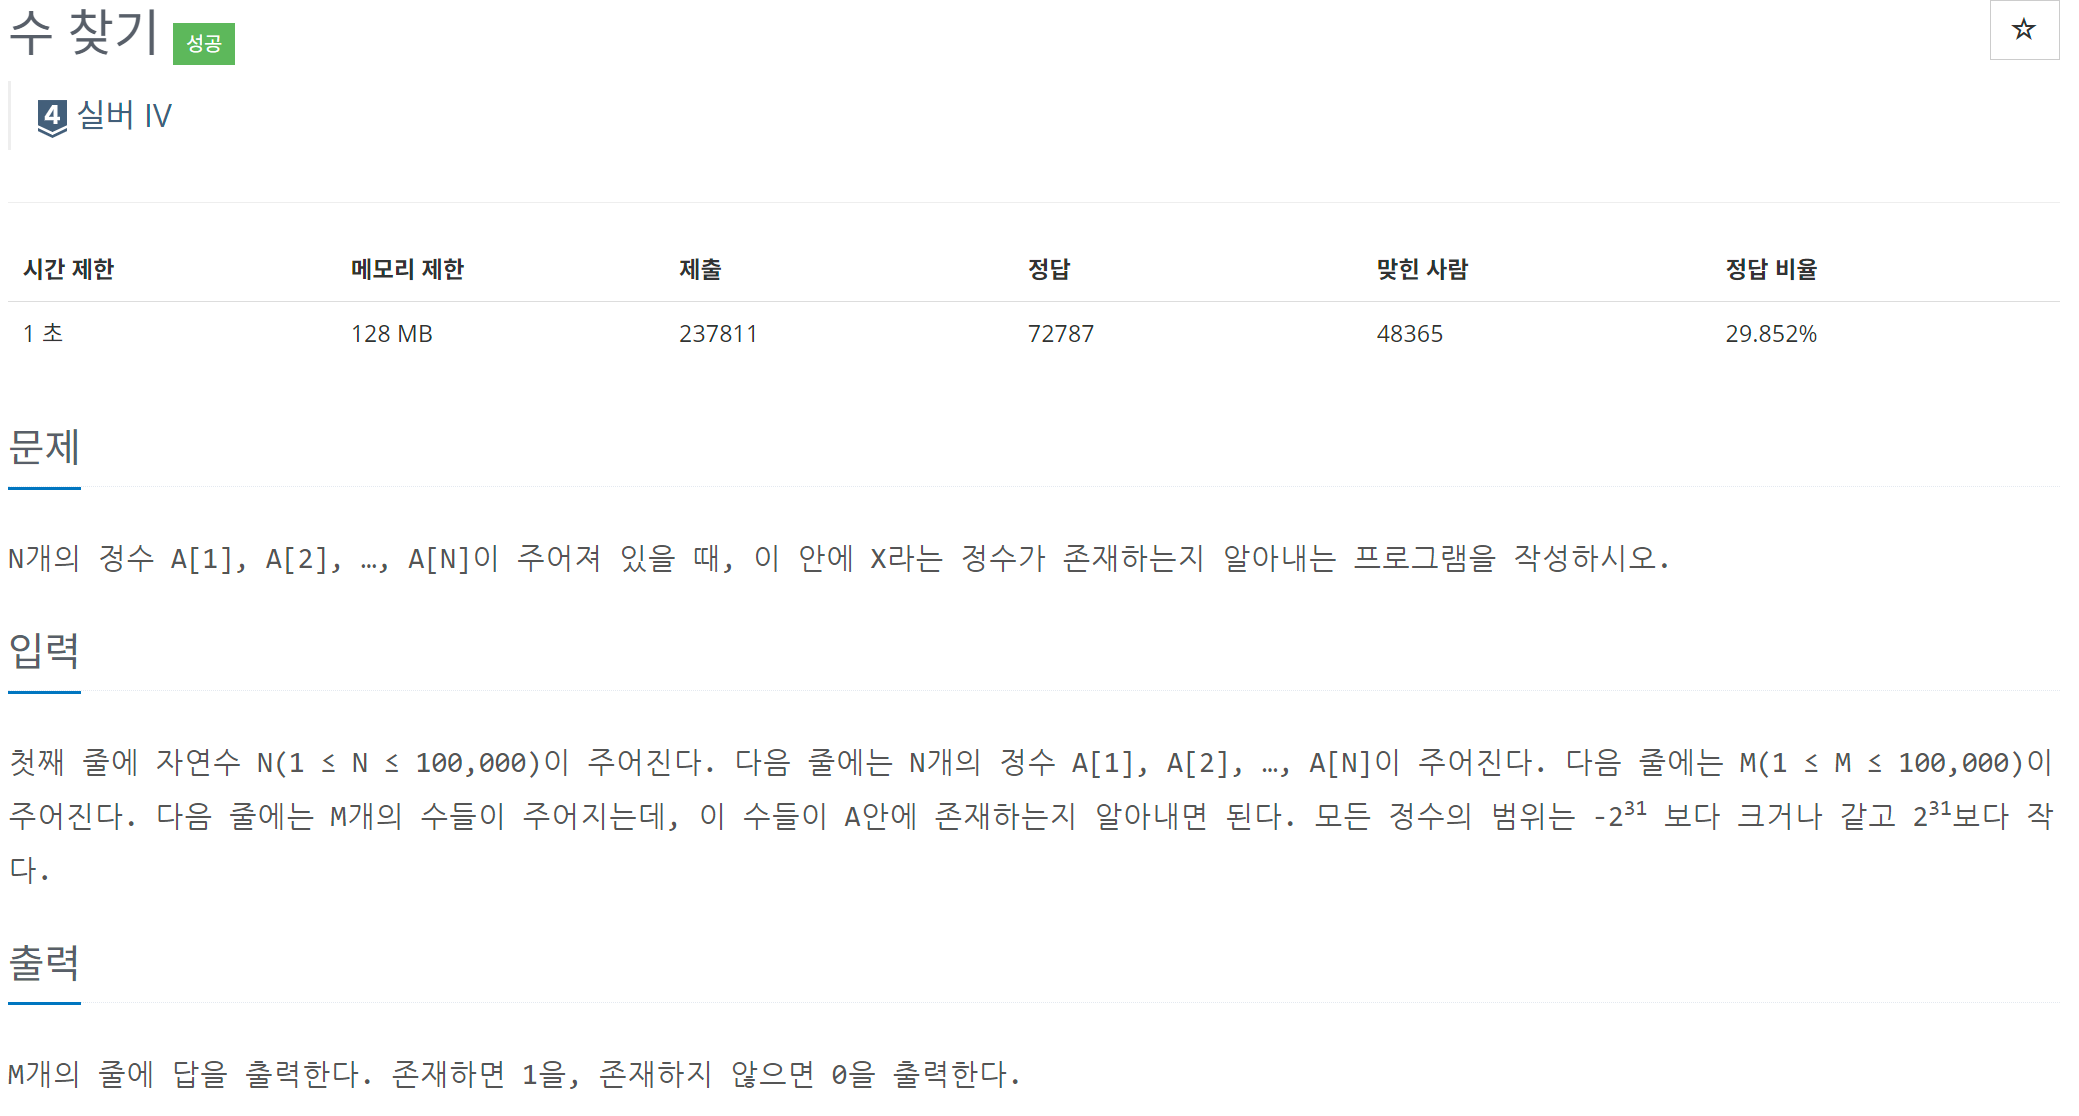 수 찾기 성공
☆
4 실버 IV
시간 제한 메모리 제한 제출 정답 맞힌 사람 정답 비율
1 초 128 MB 237811 72787 48365 29.852%
문제
N개의 정수 A[1], A[2], …, A[N]이 주어져 있을 때, 이 안에 X라는 정수가 존재하는지 알아내는 프로그램을 작성하시오.
입력
첫째 줄에 자연수 N(1 ≤ N ≤ 100,000)이 주어진다. 다음 줄에는 N개의 정수 A[1], A[2], …, A[N]이 주어진다. 다음 줄에는 M(1 ≤ M ≤ 100,000)이
주어진다. 다음 줄에는 M개의 수들이 주어지는데, 이 수들이 A안에 존재하는지 알아내면 된다. 모든 정수의 범위는 -2³¹ 보다 크거나 같고 2³¹보다 작
다.
출력
M개의 줄에 답을 출력한다. 존재하면 1을, 존재하지 않으면 0을 출력한다.